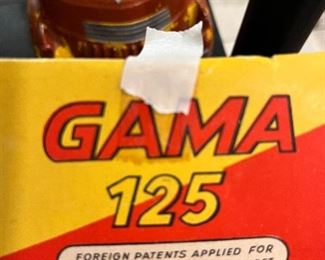 GAMA
125
FOREIGN PATENTS APPLIED FOR